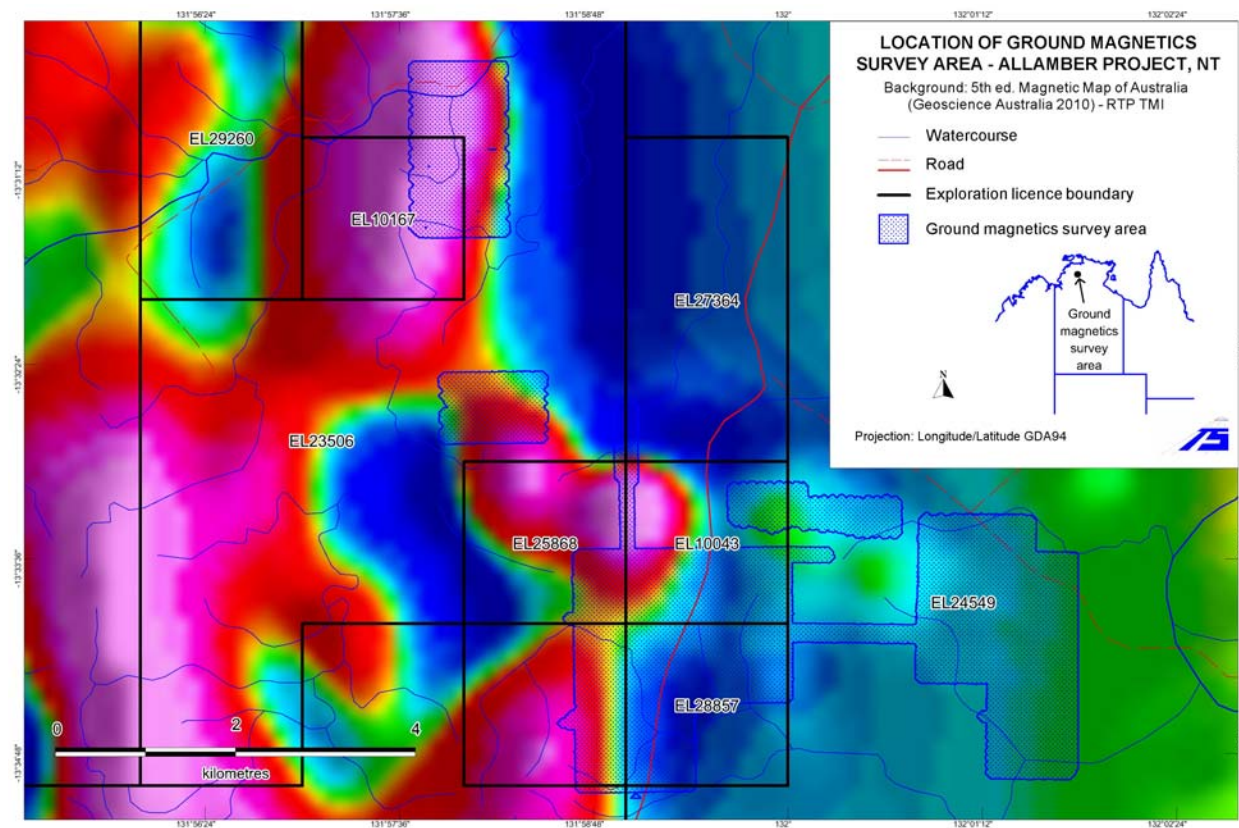 131°56'24"
131°57'36"
131°58'48"
132°
132°01'12"
132°02'24"
LOCATION OF GROUND MAGNETICS
SURVEY AREA - ALLAMBER PROJECT, NT
Background: 5th ed. Magnetic Map of Australia
(Geoscience Australia 2010) - RTP TMI
Watercourse
Road
Exploration licence boundary
Ground magnetics survey area
Ground
magnetics
survey
area
N
Projection: Longitude/Latitude GDA94
EL29260
EL10167
EL27364
EL23506
EL25868
EL10043
EL24549
EL28857
-13°31'12"
-13°32'24"
-13°33'36"
-13°34'48"
0
2
4
kilometres
131°56'24"
131°57'36"
131°58'48"
132°
132°01'12"
132°02'24"